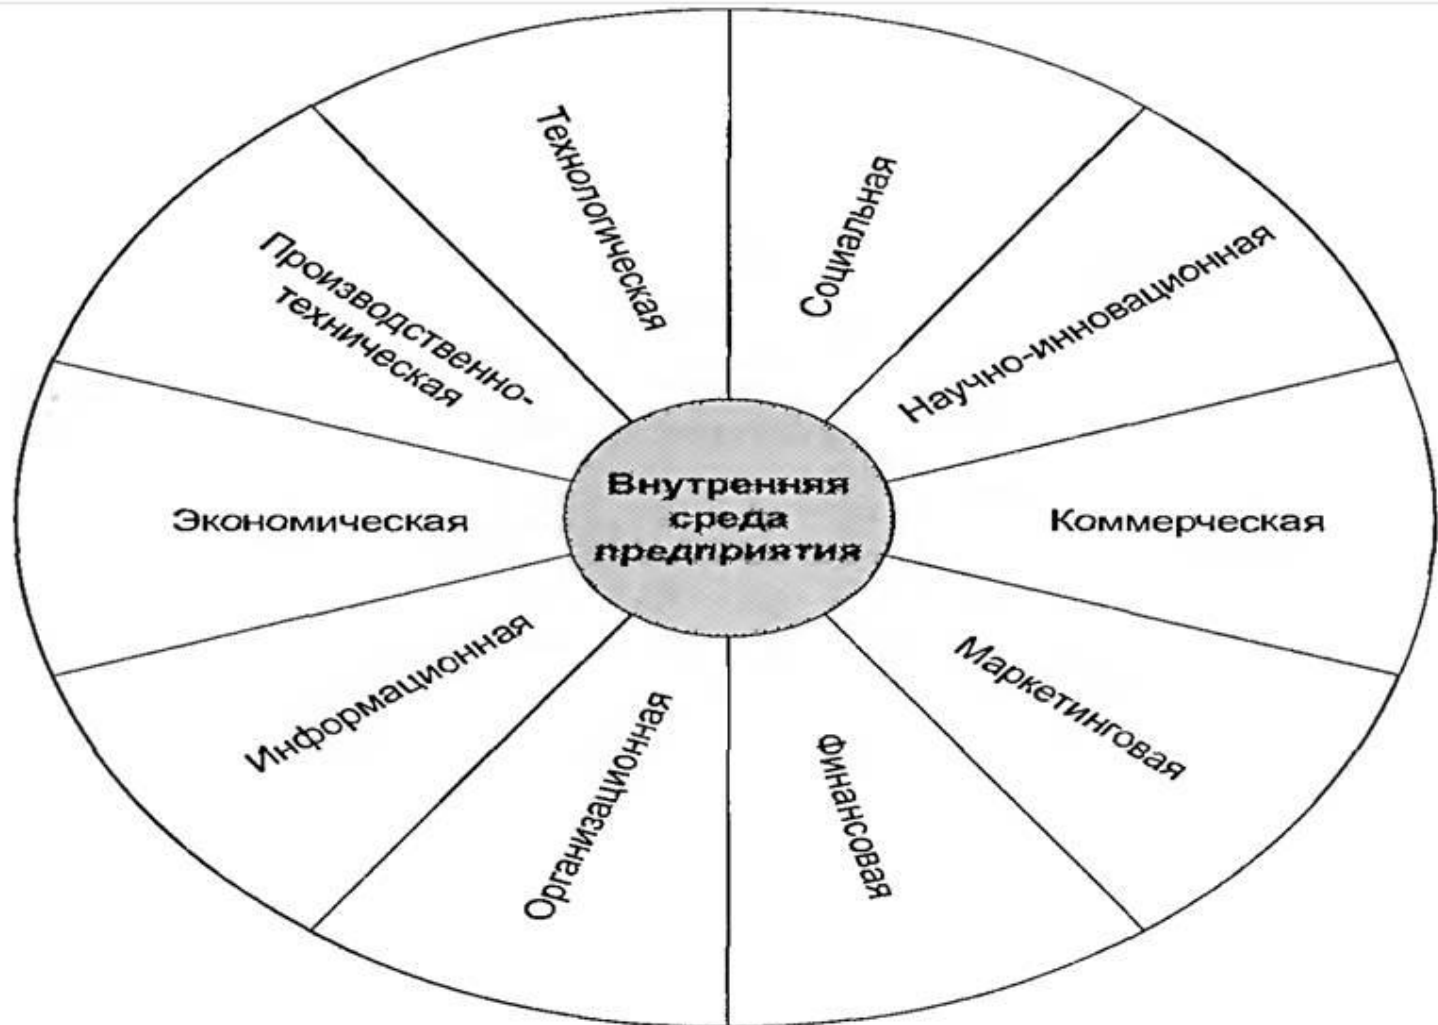 Технологическая
Социальная
Производственно-
техническая
Научно-инновационная
Экономическая
Внутренняя
среда
предприятия
Коммерческая
Информационная
Маркетинговая
Организационная
Финансовая